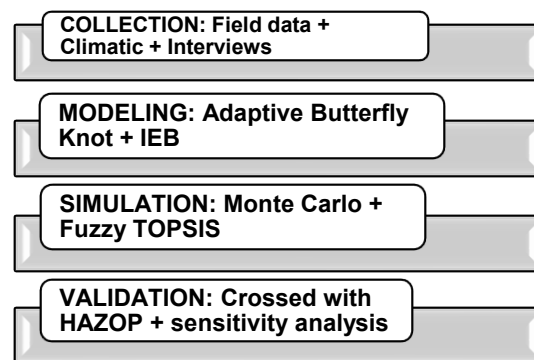 COLLECTION: Field data +
Climatic + Interviews
MODELING: Adaptive Butterfly
Knot + IEB
SIMULATION: Monte Carlo +
Fuzzy TOPSIS
VALIDATION: Crossed with
HAZOP + sensitivity analysis